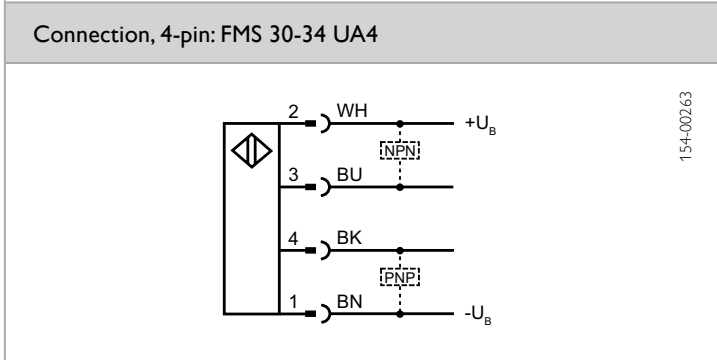 Connection, 4-pin: FMS 30-34 UA4
2 WH +U_B
NPN
3 BU
4 BK
PNP
1 BN -U_B
154-00263